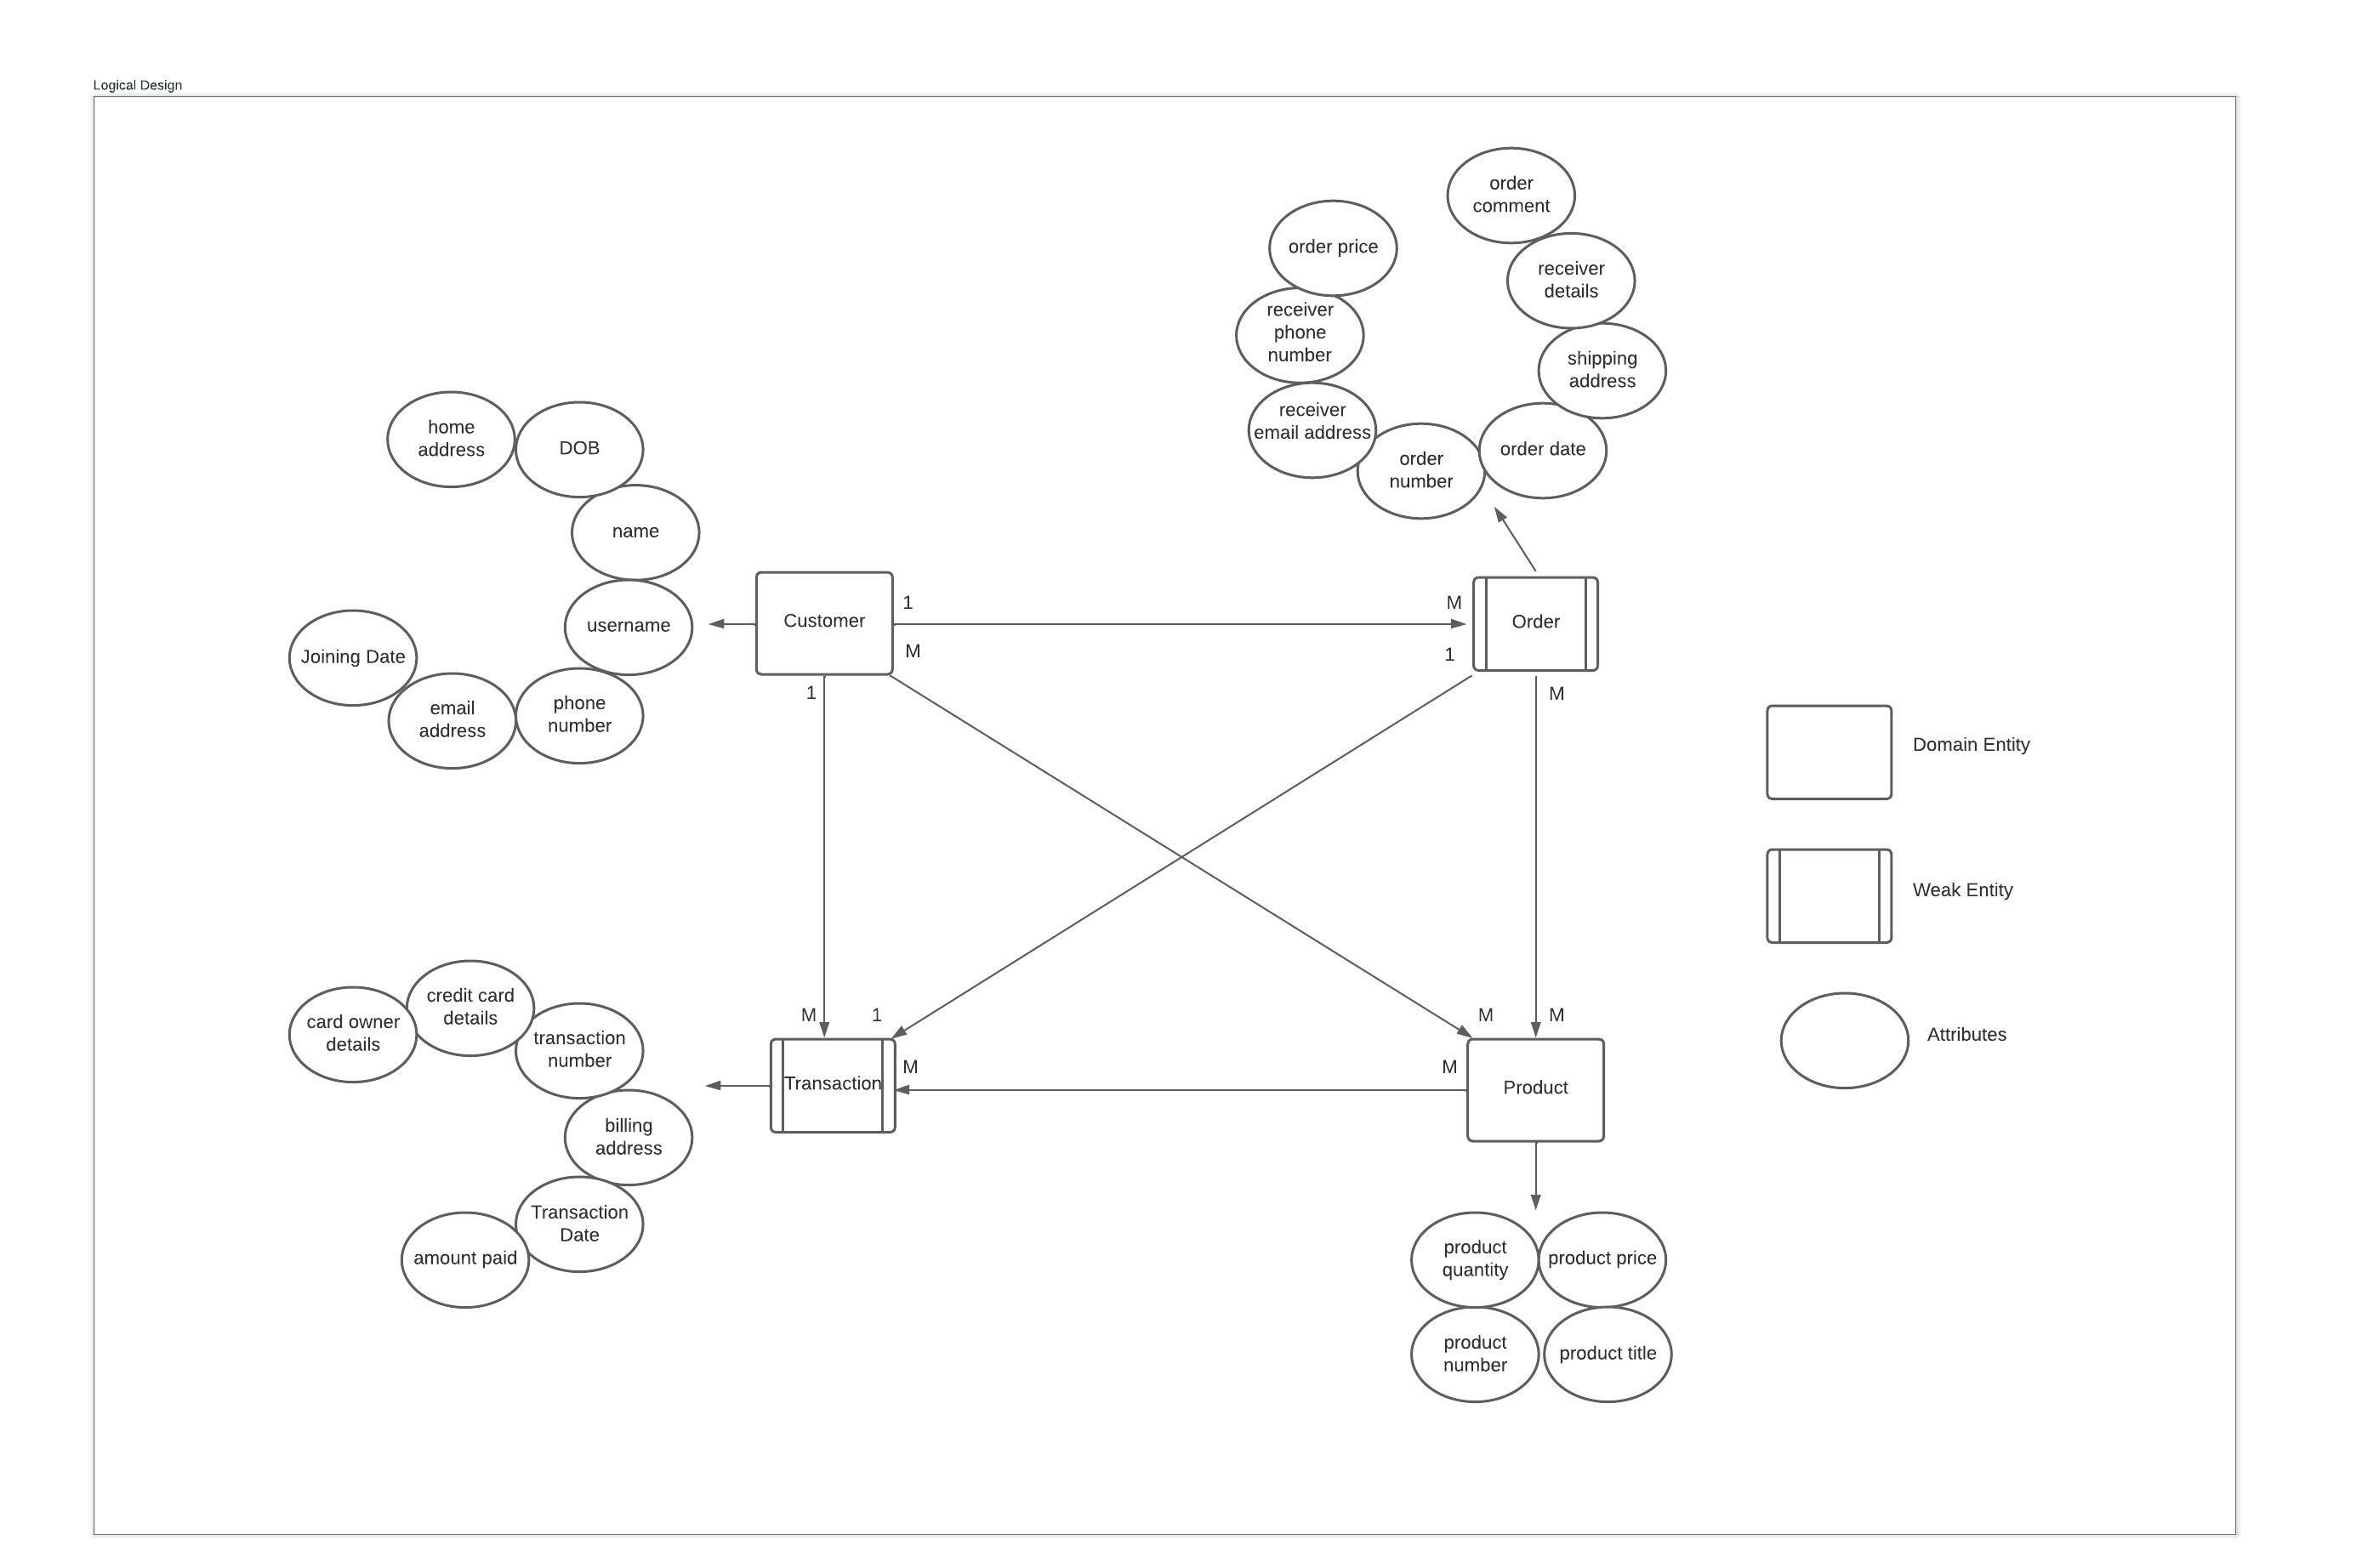 Logical Design
order
comment
order price
receiver
details
receiver
phone
number
shipping
address
receiver
email address
order
number
order date
home
address
DOB
name
username
Joining Date
email
address
phone
number
Customer
1
M
M
1
Order
1
M
Domain Entity
Weak Entity
Attributes
M
1
M
M
Transaction
M
M
Product
card owner
details
credit card
details
transaction
number
billing
address
Transaction
Date
amount paid
product
quantity
product price
product
number
product title